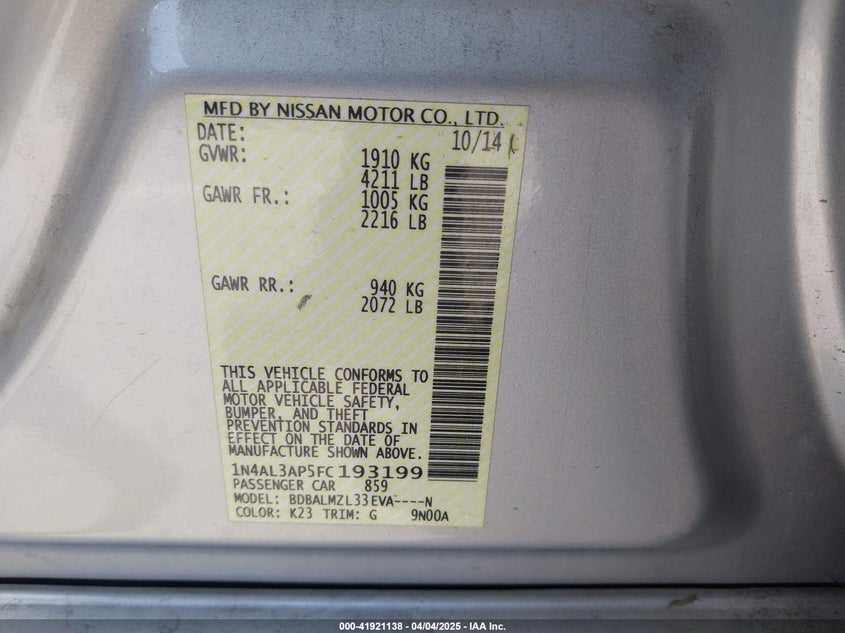 MFD BY NISSAN MOTOR CO., LTD.
DATE: 10/14
GVWR: 1910 KG
4211 LB
GAWR FR.: 1005 KG
2216 LB
GAWR RR.: 940 KG
2072 LB
THIS VEHICLE CONFORMS TO
ALL APPLICABLE FEDERAL
MOTOR VEHICLE SAFETY,
BUMPER, AND THEFT
PREVENTION STANDARDS IN
EFFECT ON THE DATE OF
MANUFACTURE SHOWN ABOVE.
1N4AL3AP5FC193199
PASSENGER CAR 859
MODEL: BDBALMZL33EVA----N
COLOR: K23 TRIM: G 9N00A
000-41921138 - 04/04/2025 - IAA Inc.